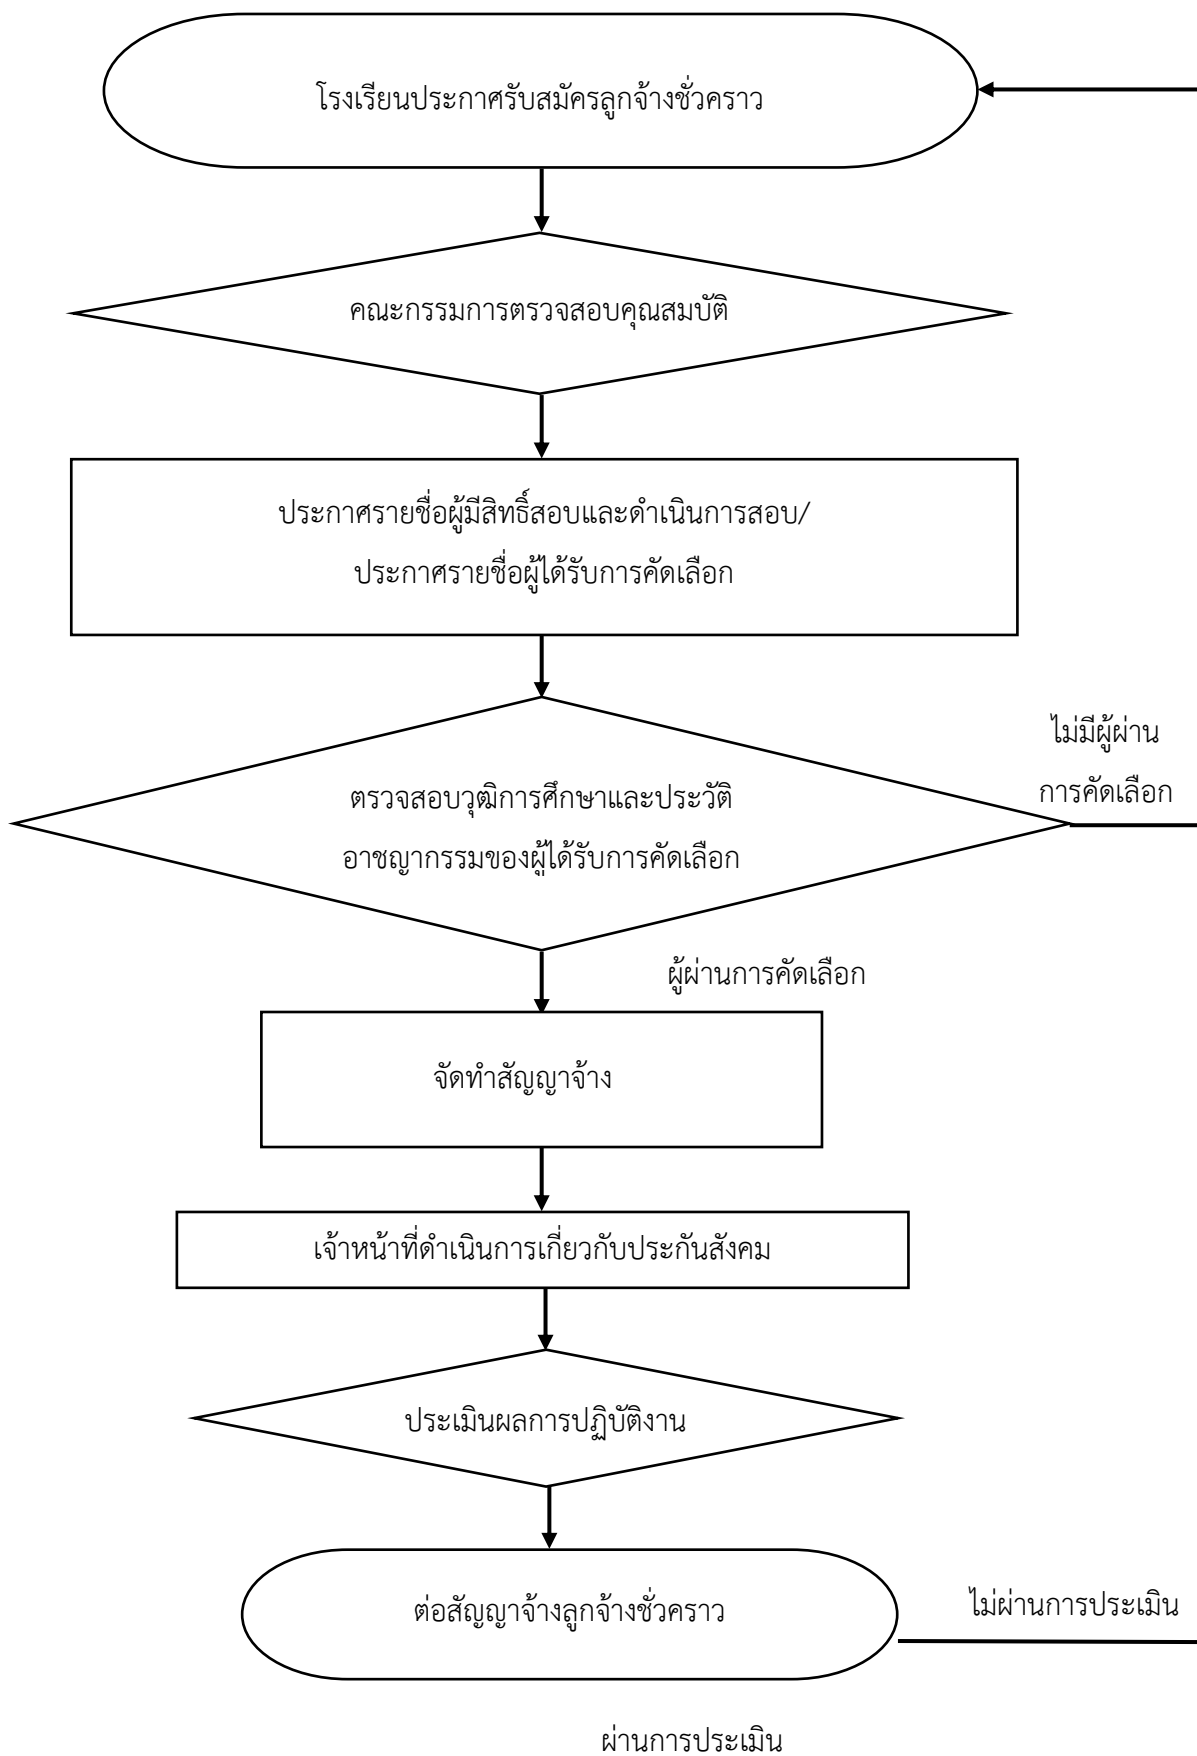 โรงเรียนประกาศรับสมัครลูกจ้างชั่วคราว
คณะกรรมการตรวจสอบคุณสมบัติ
ประกาศรายชื่อผู้มีสิทธิ์สอบและดำเนินการสอบ/
ประกาศรายชื่อผู้ได้รับการคัดเลือก
ไม่มีผู้ผ่าน
การคัดเลือก
ตรวจสอบวุฒิการศึกษาและประวัติ
อาชญากรรมของผู้ได้รับการคัดเลือก
ผู้ผ่านการคัดเลือก
จัดทำสัญญาจ้าง
เจ้าหน้าที่ดำเนินการเกี่ยวกับประกันสังคม
ประเมินผลการปฏิบัติงาน
ต่อสัญญาจ้างลูกจ้างชั่วคราว
ไม่ผ่านการประเมิน
ผ่านการประเมิน